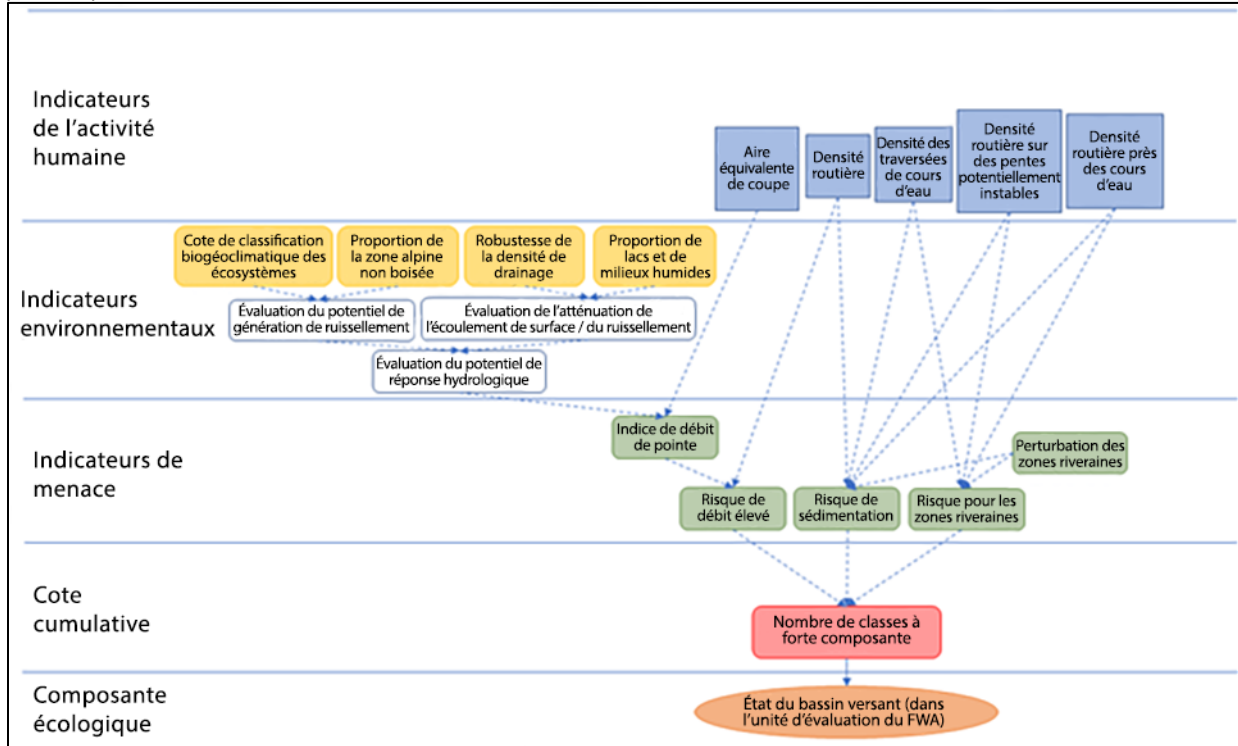 Indicateurs
de l'activité
humaine
Aire
équivalente
de coupe
Densité
routière
Densité des
traversées
de cours
d'eau
Densité
routière sur
des pentes
potentiellement
instables
Densité
routière près
des cours
d'eau
Indicateurs
environnementaux
Cote de classification
biogéoclimatique des
écosystèmes
Proportion de
la zone alpine
non boisée
Robustesse de
la densité de
drainage
Proportion de
lacs et de
milieux humides
Évaluation du potentiel de
génération de ruissellement
Évaluation de l'atténuation de
l'écoulement de surface / du ruissellement
Évaluation du potentiel de
réponse hydrologique
Indicateurs de
menace
Indice de débit
de pointe
Perturbation des
zones riveraines
Risque de
débit élevé
Risque de
sédimentation
Risque pour les
zones riveraines
Cote
cumulative
Nombre de classes à
forte composante
Composante
écologique
État du bassin versant (dans
l'unité d'évaluation du FWA)